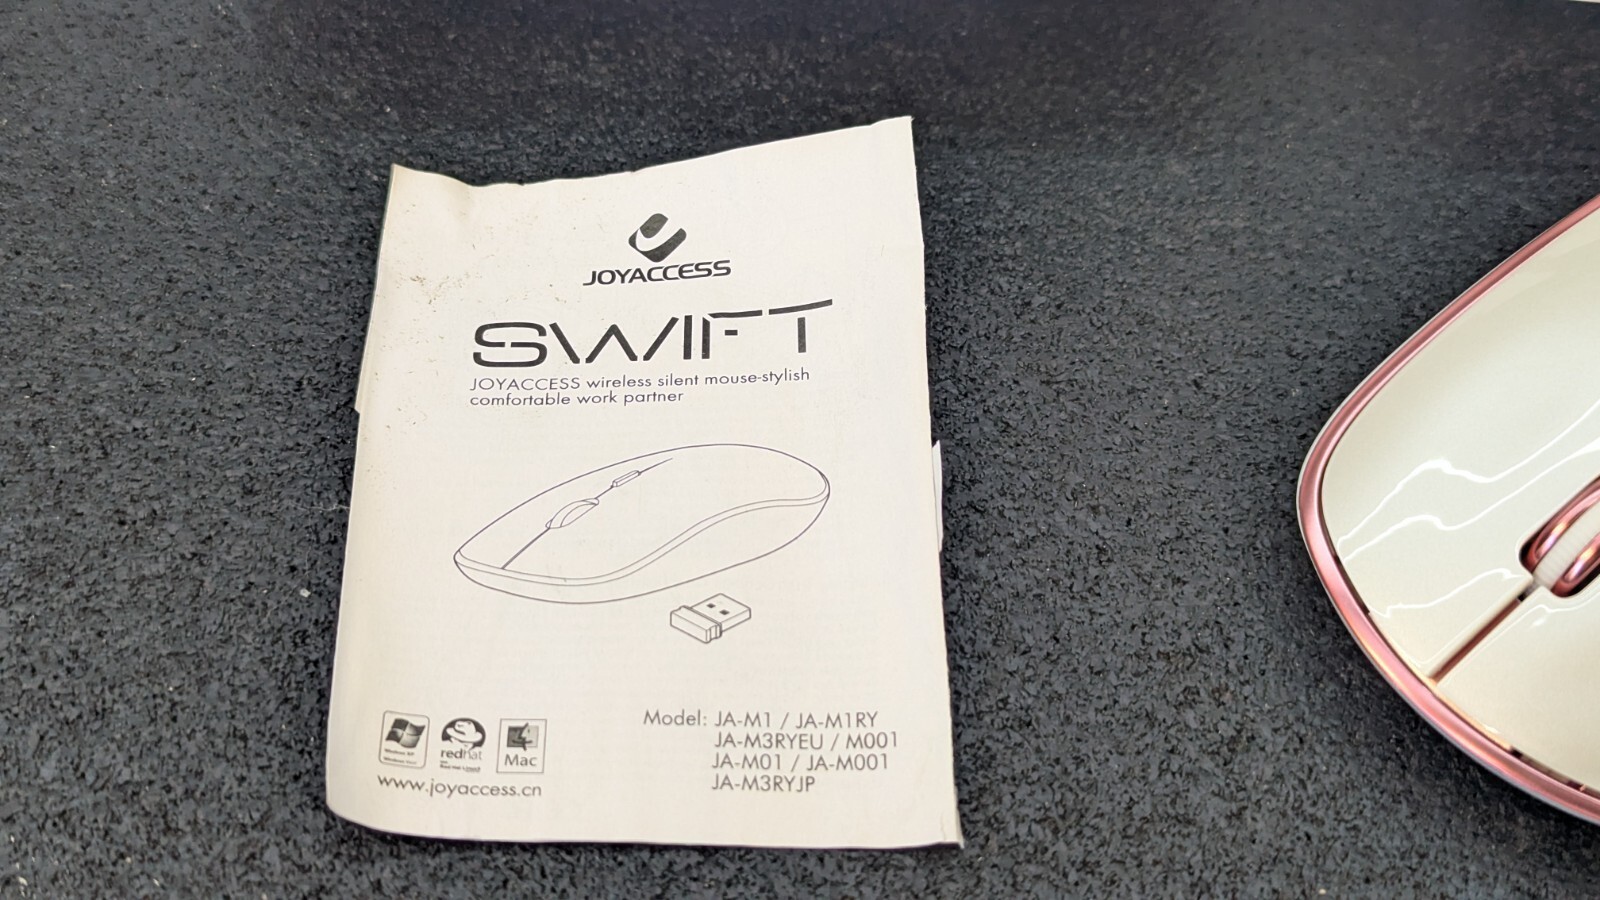 JOYACCESS
SWIFT
JOYACCESS wireless silent mouse-stylish
comfortable work partner
Model: JA-M1 / JA-M1RY
JA-M3RYEU / M001
JA-M01 / JA-M001
JA-M3RYJP
redhat
Mac
www.joyaccess.cn